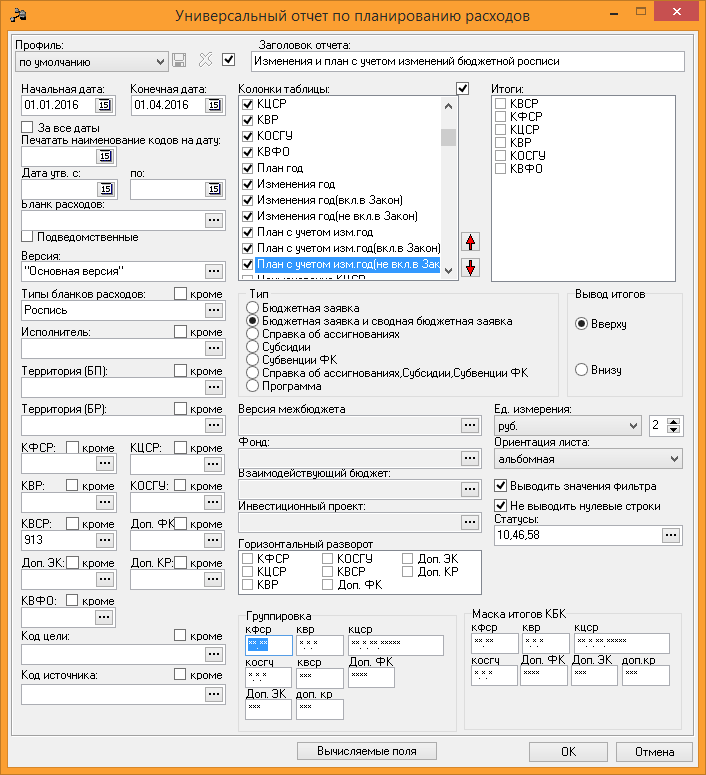 Универсальный отчет по планированию расходов
Профиль:
по умолчанию
Заголовок отчета:
Изменения и план с учетом изменений бюджетной росписи
Начальная дата:
Конечная дата:
01.01.2016
15
01.04.2016
15
За все даты
Печатать наименование кодов на дату:
15
Дата утв. с:
по:
15
15
Бланк расходов:
...
Подведомственные
Версия:
"Основная версия"
...
Типы бланков расходов:
кроме
Роспись
...
Исполнитель:
кроме
...
Территория (БП):
кроме
...
Территория (БР):
кроме
...
КФСР:
кроме
КЦСР:
кроме
...
...
КВР:
кроме
КОСГУ:
кроме
...
...
КВСР:
кроме
Доп. ФК
кроме
913
...
...
Доп. ЭК:
кроме
Доп. КР:
кроме
...
...
КВФО:
кроме
...
Код цели:
кроме
...
Код источника:
кроме
...
Колонки таблицы:
КЦСР
КВР
КОСГУ
КВФО
План год
Изменения год
Изменения год(вкл.в Закон)
Изменения год(не вкл.в Закон)
План с учетом изм.год
План с учетом изм.год(вкл.в Закон)
План с учетом изм.год(не вкл.в Зак
Наименование КЦСР
Итоги:
КВСР
КФСР
КЦСР
КВР
КОСГУ
КВФО
Тип
Бюджетная заявка
Бюджетная заявка и сводная бюджетная заявка
Справка об ассигнованиях
Субсидии
Субвенции ФК
Справка об ассигнованиях,Субсидии,Субвенции ФК
Программа
Вывод итогов
Вверху
Внизу
Версия межбюджета
...
Фонд:
...
Взаимодействующий бюджет:
...
Инвестиционный проект:
...
Ед. измерения:
руб.
2
Ориентация листа:
альбомная
Выводить значения фильтра
Не выводить нулевые строки
Статусы:
10,46,58
...
Горизонтальный разворот
КФСР
КОСГУ
Доп. ЭК
КЦСР
КВСР
Доп. КР
КВР
Доп. ФК
Группировка
кфср
квр
кцср
**.**
*.*.*
**.*.**.*****
косгу
квср
Доп. ФК
*.*.*
***
****
Доп. ЭК
доп. кр
***
***
Маска итогов КБК
кфср
квр
кцср
**.**
*.*.*
**.*.**.*****
косгу
Доп. ФК
Доп. ЭК
доп.кр
*.*.*
****
***
***
Вычисляемые поля
OK
Отмена